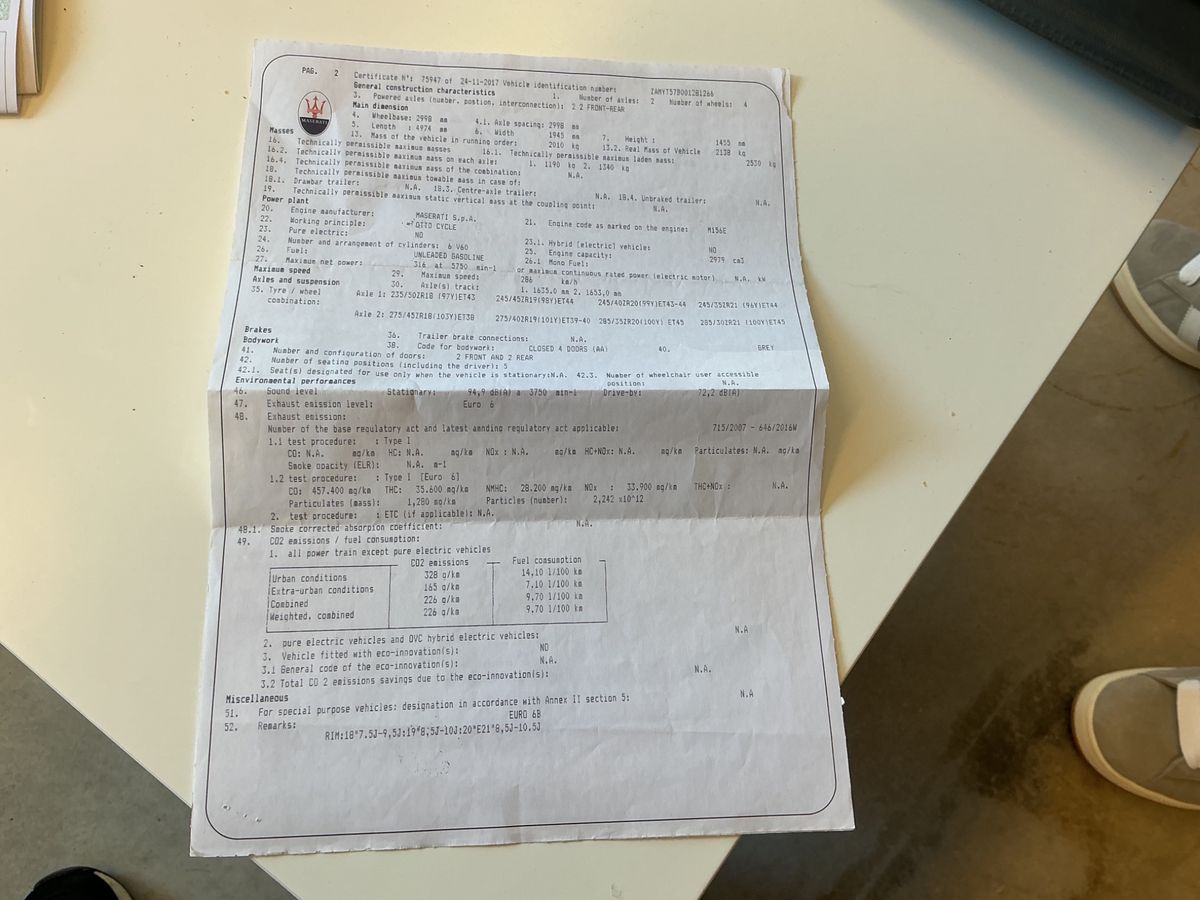 PAG. 2 Certificate N°: 75947 of 24-11-2017 Vehicle identification number: ZAMYT57B001281266
General construction characteristics 1. Number of axles: 2 Number of wheels: 4
3. Powered axles (number, postion, interconnection): 2 2 FRONT-REAR
Main dimension
MASERATI
4. Wheelbase: 2998 mm 4.1. Axle spacing: 2998 mm
5. Length : 4974 mm 6. Width 1945 mm 7. Height : 1455 mm
Masses 13. Mass of the vehicle in running order: 2010 kg 13.2. Real Mass of Vehicle 2138 kg
16. Technically permissible maximum masses 16.1. Technically permissible maximum laden mass: 2530 kg
16.2. Technically permissible maximum mass on each axle: 1. 1190 kg 2. 1340 kg
16.4. Technically permissible maximum mass of the combination: N.A.
18. Technically permissible maximum towable mass in case of:
18.1. Drawbar trailer: N.A. 18.3. Centre-axle trailer: N.A. 18.4. Unbraked trailer: N.A.
19. Technically permissible maximum static vertical mass at the coupling point: N.A.
Power plant
20. Engine manufacturer: MASERATI S.p.A. 21. Engine code as marked on the engine: M156E
22. Working principle: OTTO CYCLE
23. Pure electric: NO 23.1. Hybrid [electric] vehicle: NO
24. Number and arrangement of cylinders: 6 V60 25. Engine capacity: 2979 cm3
26. Fuel: UNLEADED GASOLINE 26.1 Mono Fuel:
27. Maximum net power: 316 at 5750 min-1 or maximum continuous rated power (electric motor) N.A. kW
Maximum speed 29. Maximum speed: 286 km/h
Axles and suspension 30. Axle(s) track: 1. 1635,0 mm 2. 1653,0 mm
35. Tyre / wheel Axle 1: 235/50ZR18 (97Y)ET43 245/45ZR19(98Y)ET44 245/40ZR20(99Y)ET43-44 245/35ZR21 (96Y)ET44
combination:
Axle 2: 275/45ZR18(103Y)ET38 275/40ZR19(101Y)ET39-40 285/35ZR20(100Y) ET45 285/30ZR21 (100Y)ET45
Brakes 36. Trailer brake connections: N.A.
Bodywork 38. Code for bodywork: CLOSED 4 DOORS (AA) 40. GREY
41. Number and configuration of doors: 2 FRONT AND 2 REAR
42. Number of seating positions (including the driver): 5
42.1. Seat(s) designated for use only when the vehicle is stationary:N.A. 42.3. Number of wheelchair user accessible
Environmental performances position: N.A.
46. Sound level Stationary: 94,9 dB(A) a 3750 min-1 Drive-by: 72,2 dB(A)
47. Exhaust emission level: Euro 6
48. Exhaust emission:
Number of the base regulatory act and latest amnding regulatory act applicable: 715/2007 - 646/2016W
1.1 test procedure: : Type 1
CO: N.A. mg/km HC: N.A. mg/km NOx : N.A. mg/km HC+NOx: N.A. mg/km Particulates: N.A. mg/km
Smoke opacity (ELR): N.A. m-1
1.2 test procedure: : Type I [Euro 6]
CO: 457.400 mg/km THC: 35.600 mg/km NMHC: 28.200 mg/km NOx : 33.900 mg/km THC+NOx : N.A.
Particulates (mass): 1,280 mg/km Particles (number): 2,242 x10^12
2. test procedure: : ETC (if applicable): N.A.
48.1. Smoke corrected absorpion coefficient: N.A.
49. CO2 emissions / fuel consumption:
1. all power train except pure electric vehicles
CO2 emissions Fuel comsumption
Urban conditions 328 g/km 14,10 l/100 km
Extra-urban conditions 165 g/km 7,10 l/100 km
Combined 226 g/km 9,70 l/100 km
Weighted, combined 226 g/km 9,70 l/100 km
2. pure electric vehicles and OVC hybrid electric vehicles: N.A
3. Vehicle fitted with eco-innovation(s): NO
3.1 General code of the eco-innovation(s): N.A.
3.2 Total CO 2 emissions savings due to the eco-innovation(s): N.A.
Miscellaneous
51. For special purpose vehicles: designation in accordance with Annex II section 5: N.A
52. Remarks: EURO 6B
RIM:18"7.5J-9,5J:19"8,5J-10J:20"E21"8,5J-10.5J